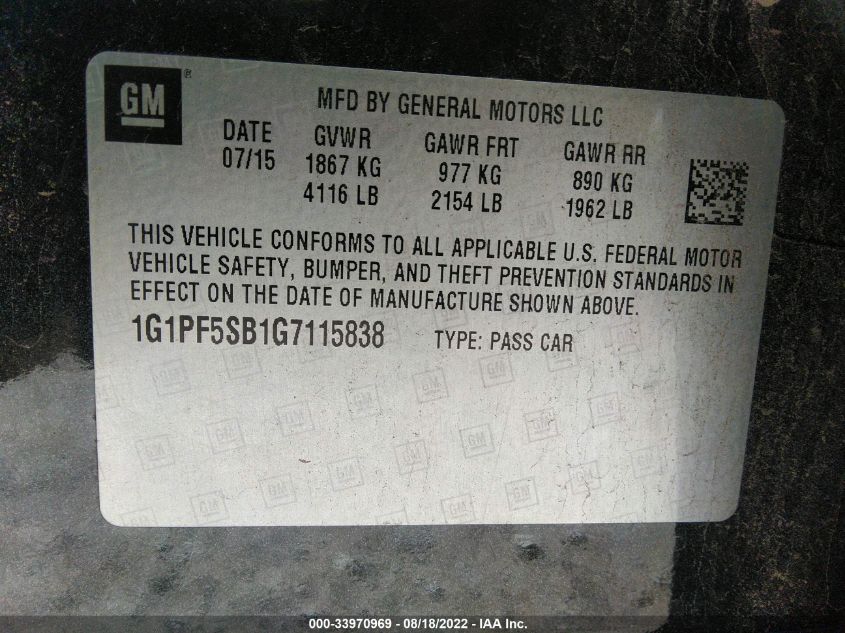 GM®
MFD BY GENERAL MOTORS LLC
DATE GVWR GAWR FRT GAWR RR
07/15 1867 KG 977 KG 890 KG
4116 LB 2154 LB 1962 LB
THIS VEHICLE CONFORMS TO ALL APPLICABLE U.S. FEDERAL MOTOR
VEHICLE SAFETY, BUMPER, AND THEFT PREVENTION STANDARDS IN
EFFECT ON THE DATE OF MANUFACTURE SHOWN ABOVE.
1G1PF5SB1G7115838 TYPE: PASS CAR
000-33970969 - 08/18/2022 - IAA Inc.